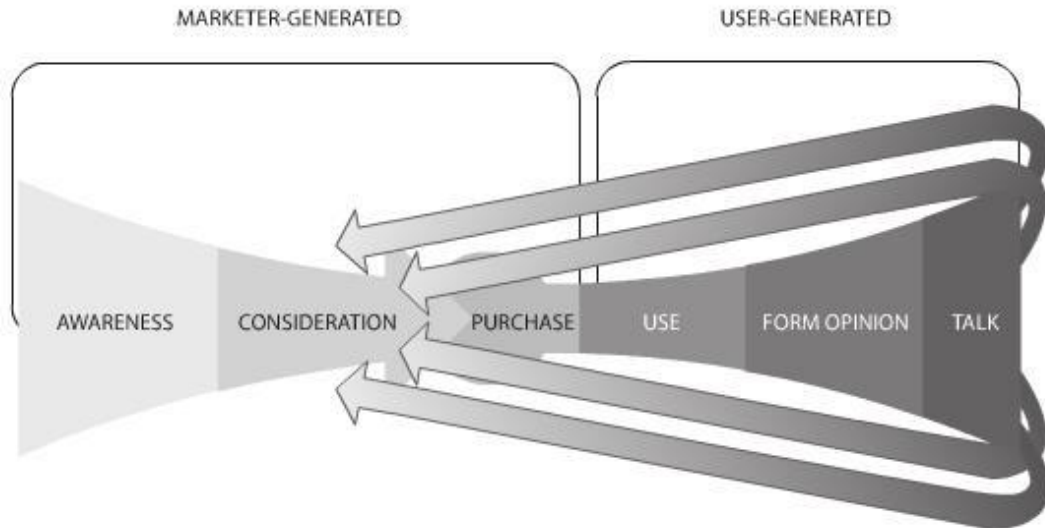 MARKETER-GENERATED
USER-GENERATED
AWARENESS
CONSIDERATION
PURCHASE
USE
FORM OPINION
TALK